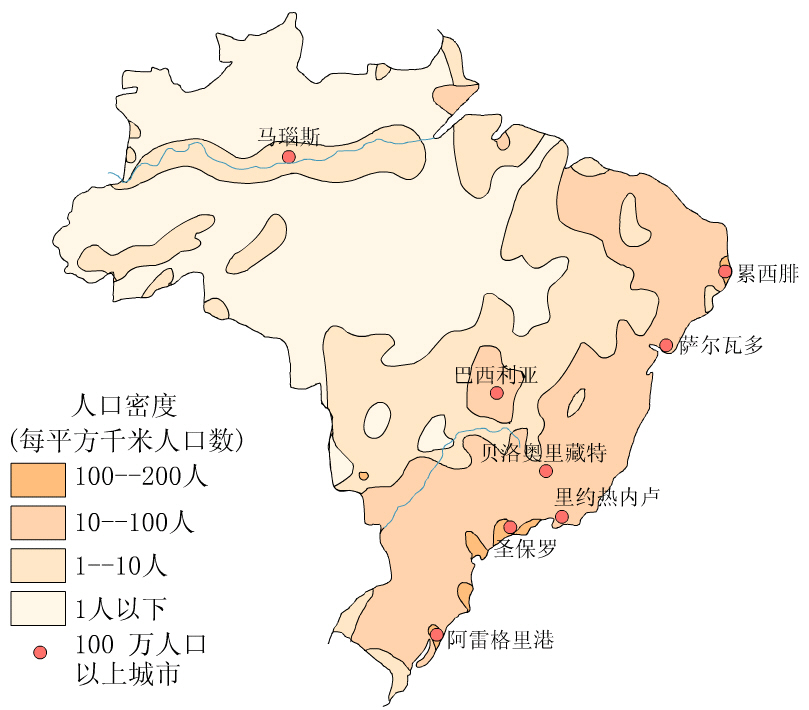 马瑙斯
累西腓
萨尔瓦多
巴西利亚
贝洛奥里藏特
里约热内卢
圣保罗
阿雷格里港
人口密度
(每平方千米人口数)
100--200人
10--100人
1--10人
1人以下
100 万人口
以上城市